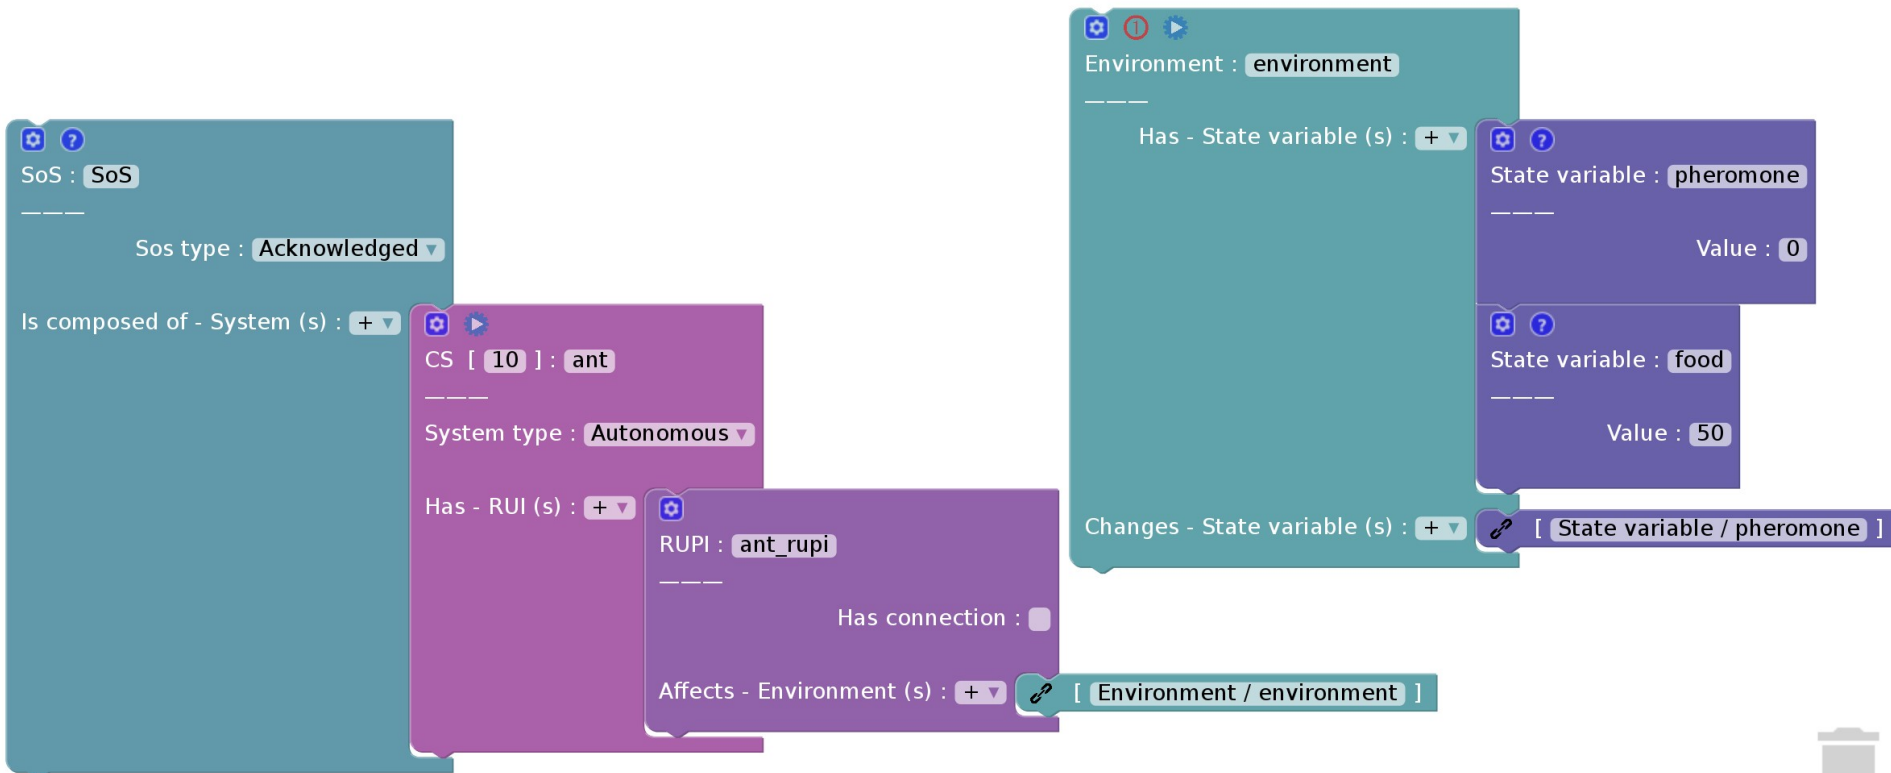 SoS : SoS
———
Sos type : Acknowledged ▼
Is composed of - System (s) : + ▼
CS [ 10 ] : ant
———
System type : Autonomous ▼
Has - RUI (s) : + ▼
RUPI : ant_rupi
———
Has connection :
Affects - Environment (s) : + ▼ [ Environment / environment ]
Environment : environment
———
Has - State variable (s) : + ▼
State variable : pheromone
———
Value : 0
State variable : food
———
Value : 50
Changes - State variable (s) : + ▼ [ State variable / pheromone ]